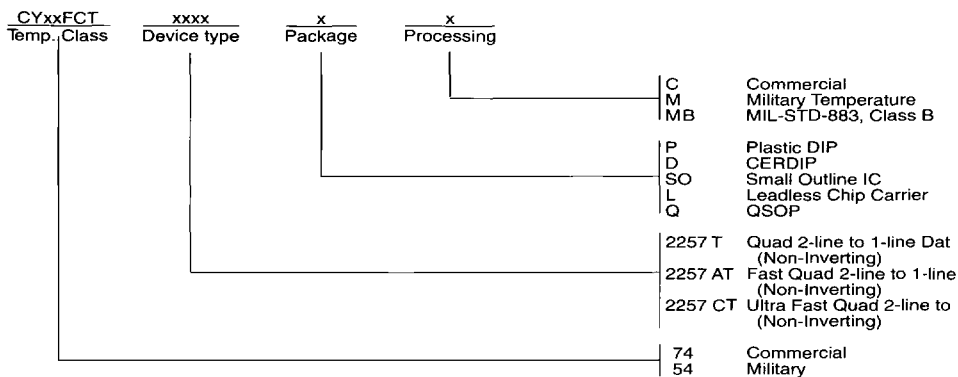 CYxxFCT xxxx x x
Temp. Class Device type Package Processing
C Commercial
M Military Temperature
MB MIL-STD-883, Class B
P Plastic DIP
D CERDIP
SO Small Outline IC
L Leadless Chip Carrier
Q QSOP
2257 T Quad 2-line to 1-line Dat
(Non-Inverting)
2257 AT Fast Quad 2-line to 1-line
(Non-Inverting)
2257 CT Ultra Fast Quad 2-line to
(Non-Inverting)
74 Commercial
54 Military